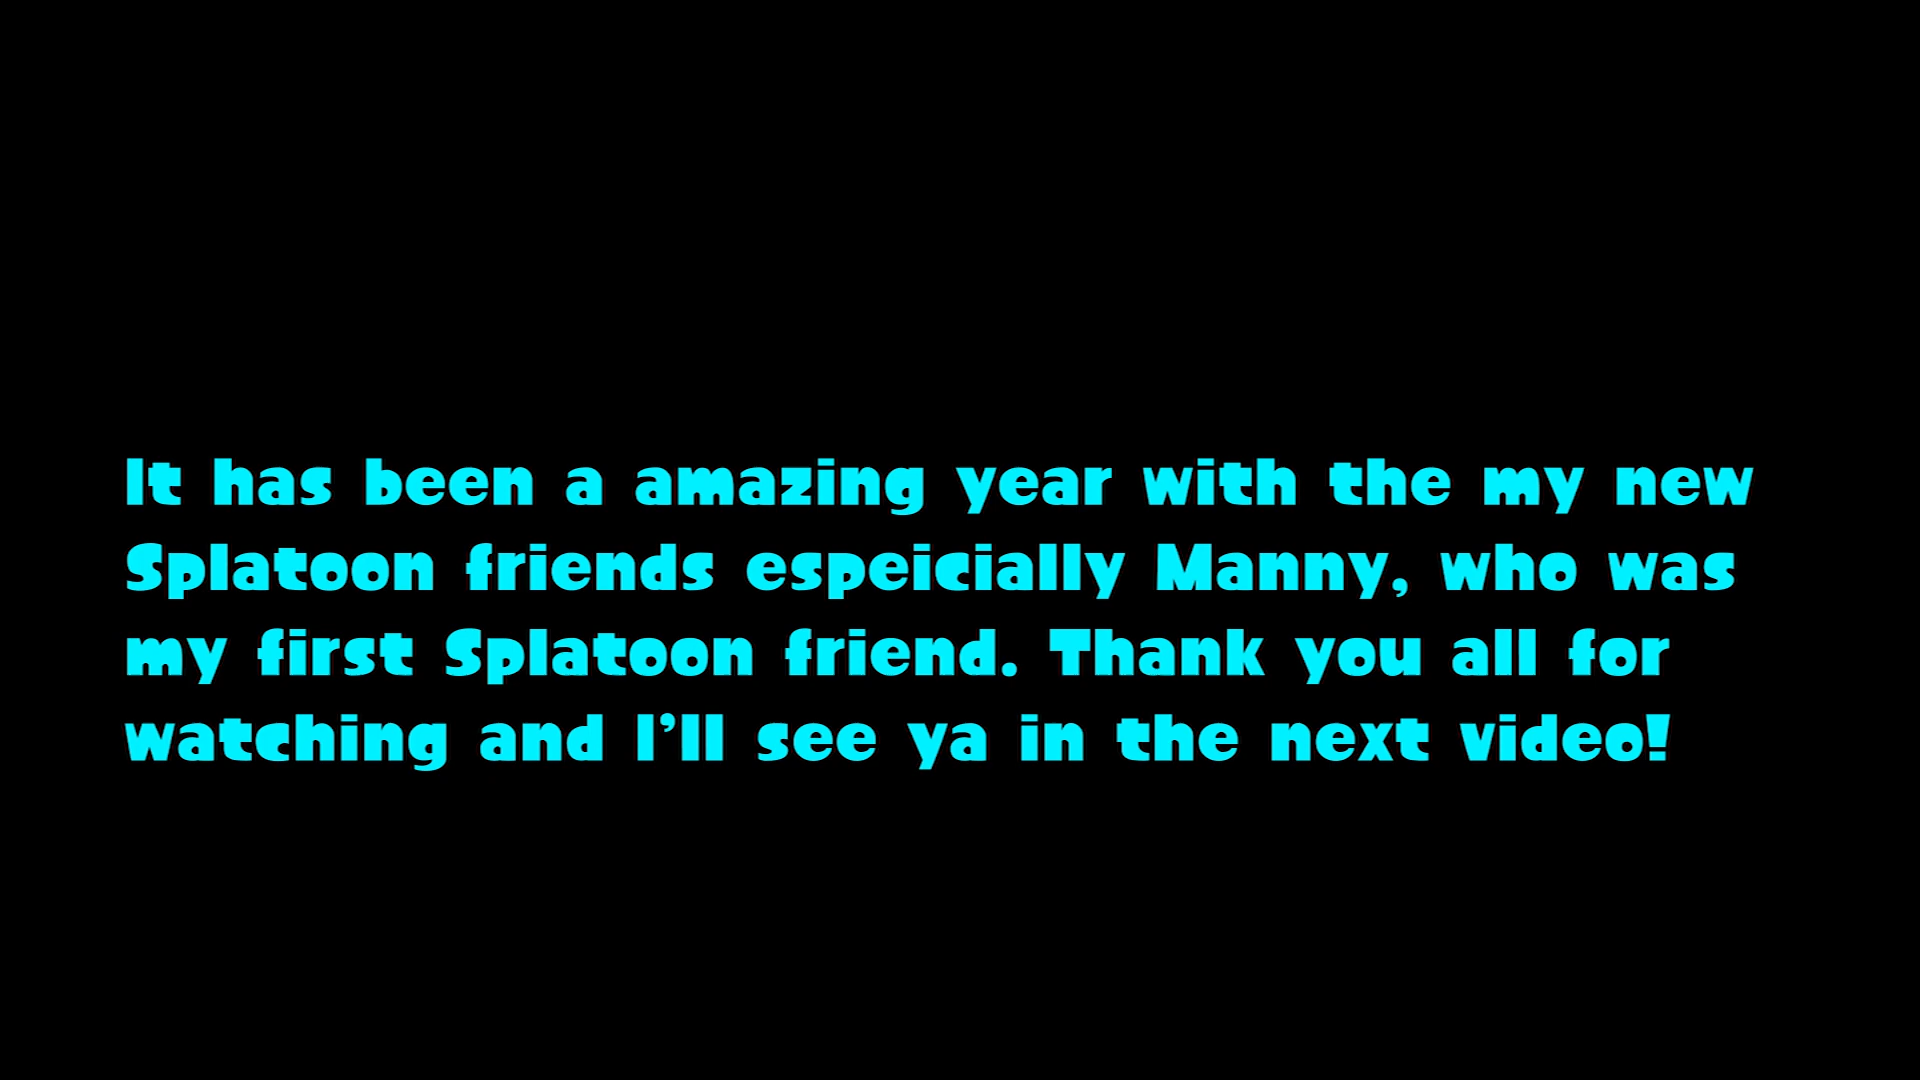 It has been a amazing year with the my new
Splatoon friends espeicially Manny, who was
my first Splatoon friend. Thank you all for
watching and I’ll see ya in the next video!